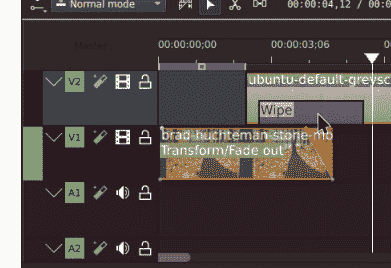 Normal mode
00:00:04,12 / 00:0
Master
00:00:00;00
00:00:03;06
V2
ubuntu-default-greysc
Wipe
V1
brad-huchteman-stone-mo
Transform/Fade out
A1
A2